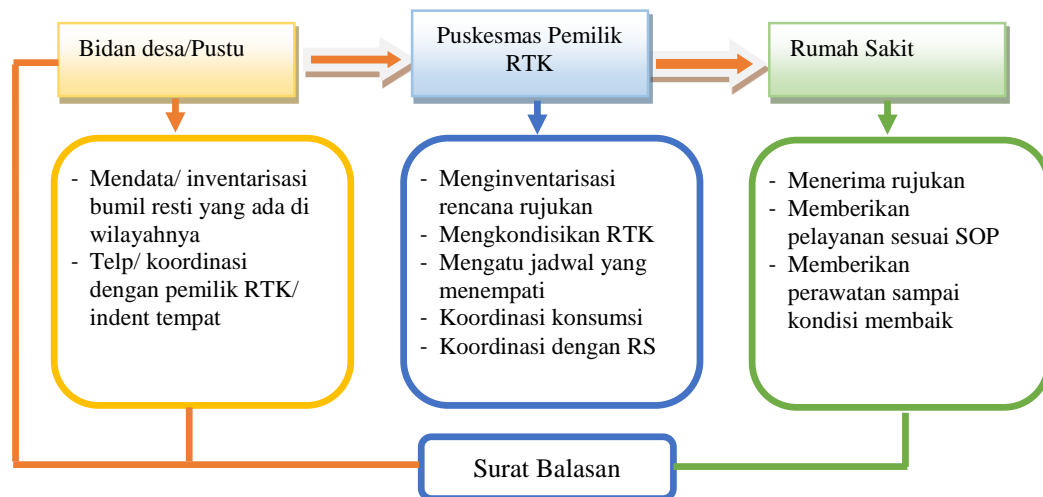 Bidan desa/Pustu
Puskesmas Pemilik
RTK
Rumah Sakit
- Mendata/ inventarisasi
bumil resti yang ada di
wilayahnya
- Telp/ koordinasi
dengan pemilik RTK/
indent tempat
- Menginventarisasi
rencana rujukan
- Mengkondisikan RTK
- Mengatu jadwal yang
menempati
- Koordinasi konsumsi
- Koordinasi dengan RS
- Menerima rujukan
- Memberikan
pelayanan sesuai SOP
- Memberikan
perawatan sampai
kondisi membaik
Surat Balasan